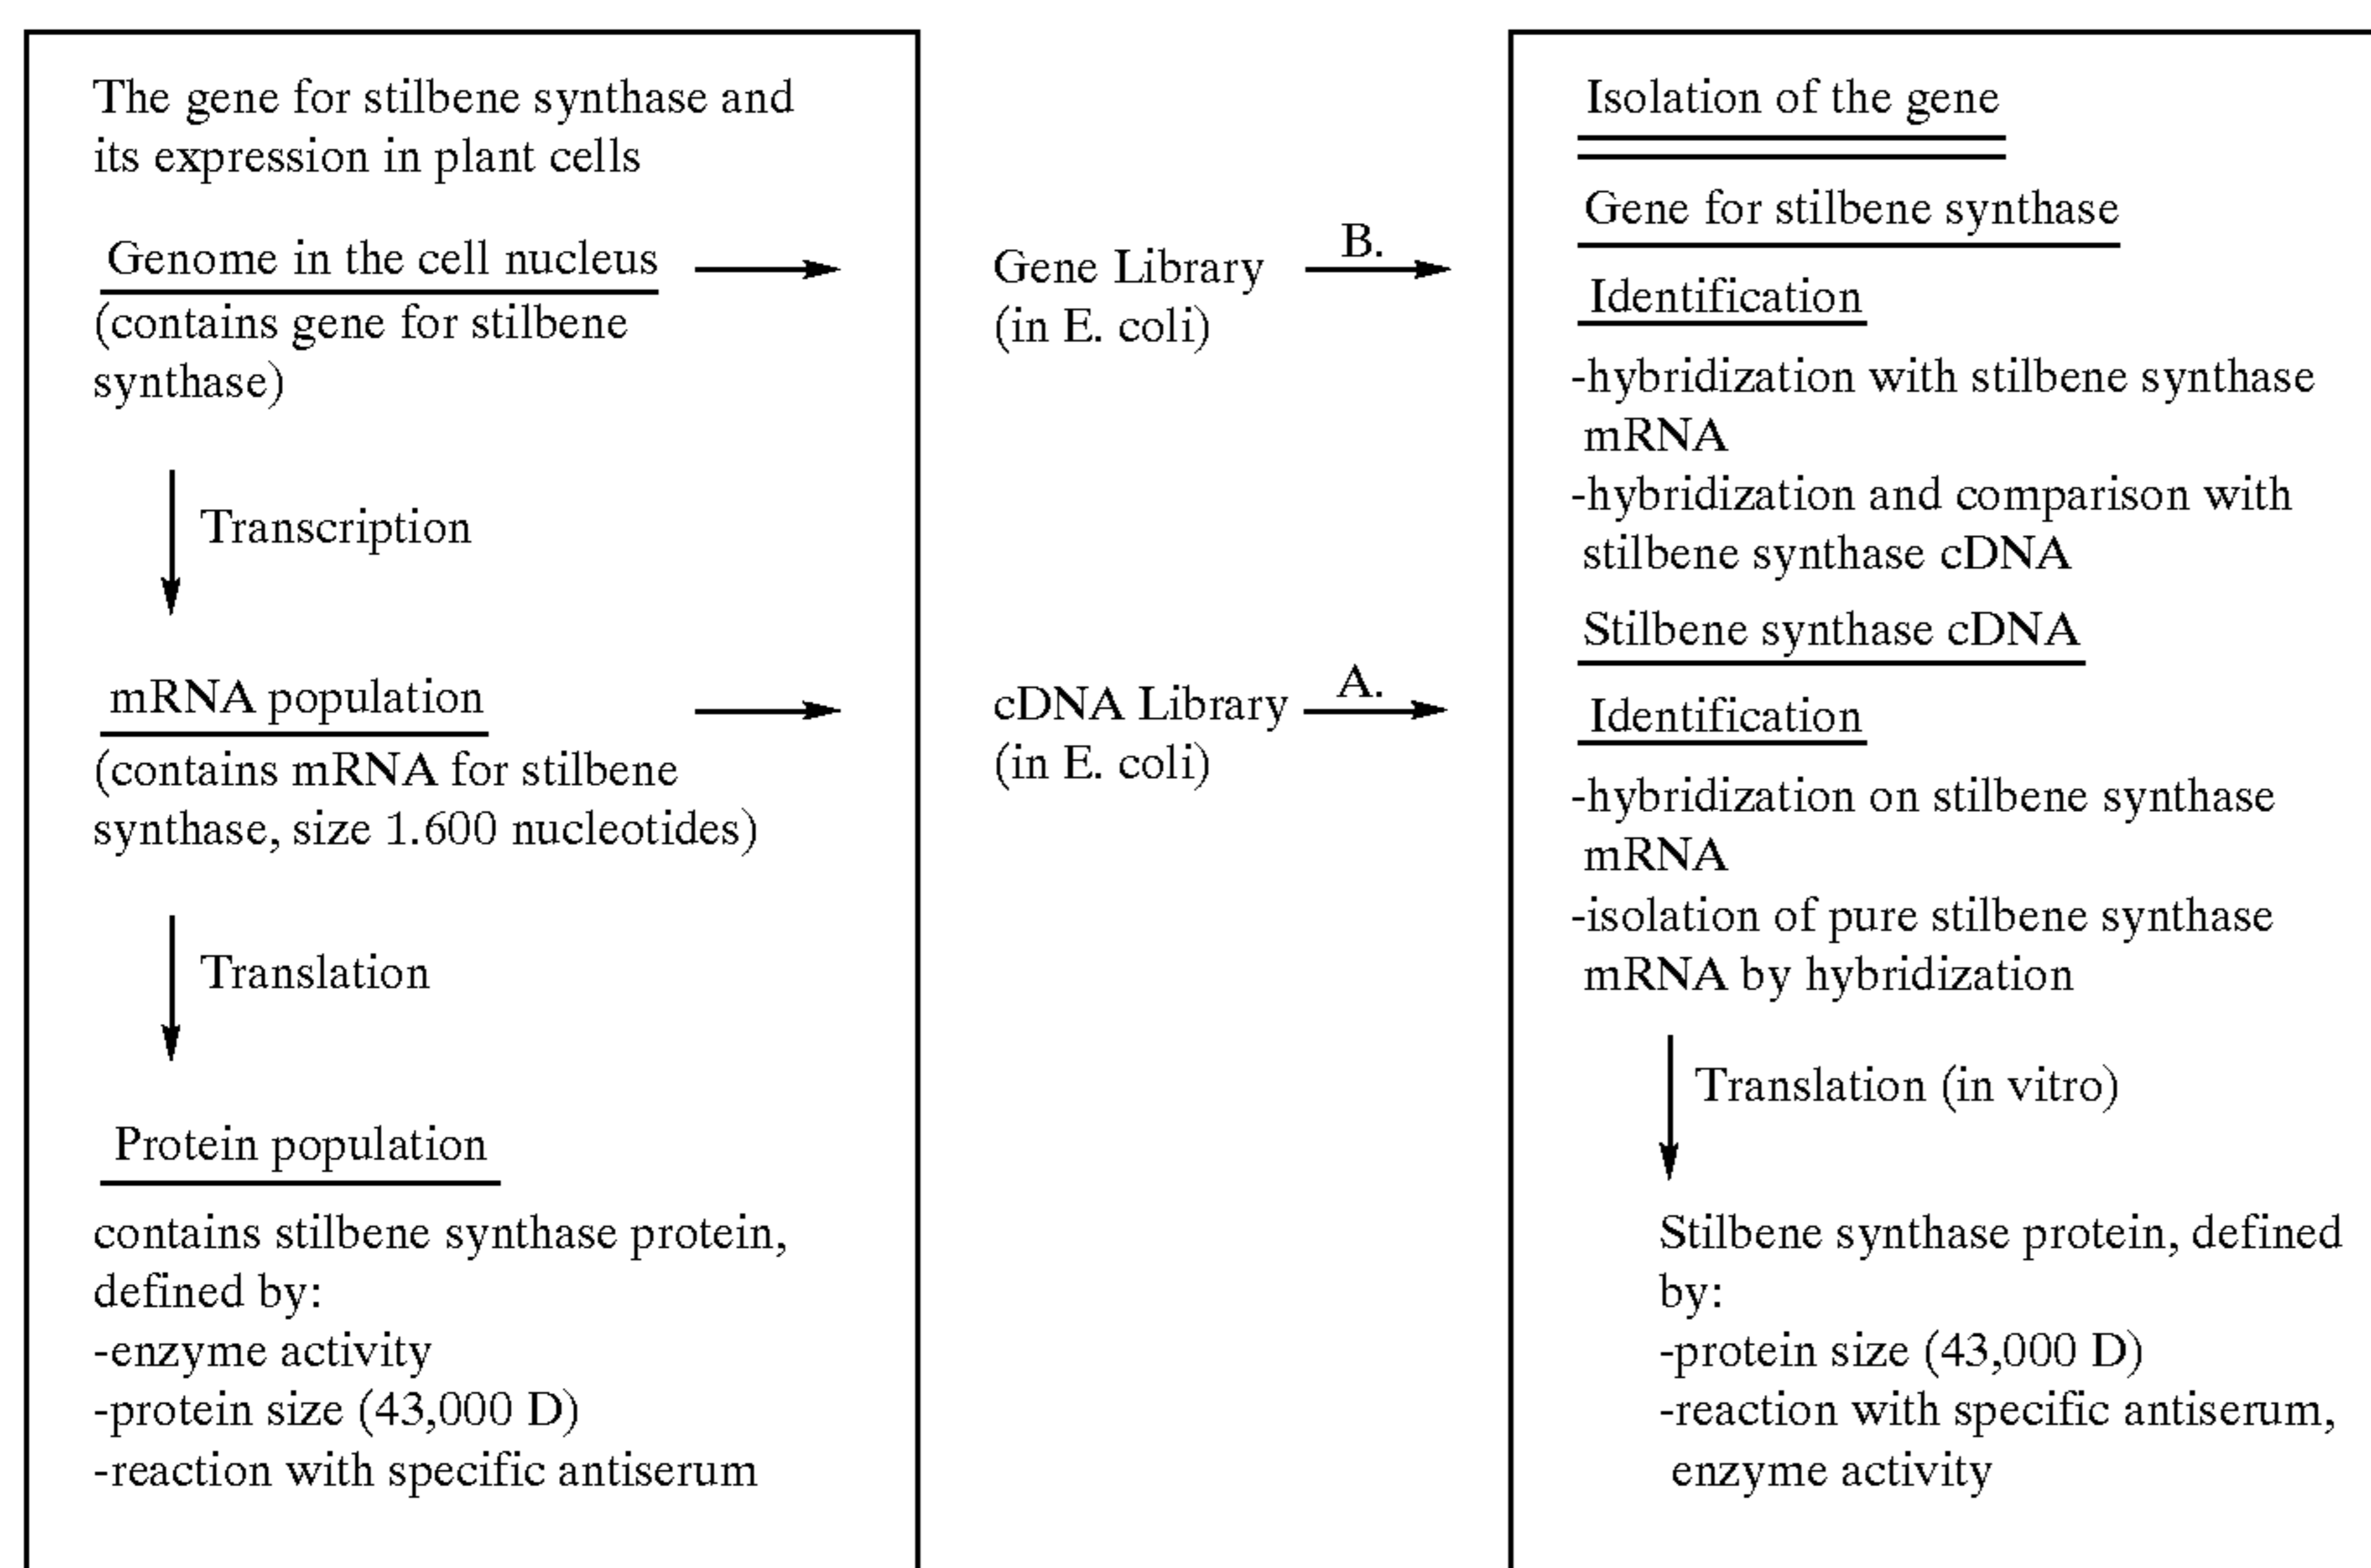 The gene for stilbene synthase and
its expression in plant cells
Genome in the cell nucleus
(contains gene for stilbene
synthase)
Transcription
mRNA population
(contains mRNA for stilbene
synthase, size 1.600 nucleotides)
Translation
Protein population
contains stilbene synthase protein,
defined by:
-enzyme activity
-protein size (43,000 D)
-reaction with specific antiserum
Gene Library
(in E. coli)
B.
cDNA Library
(in E. coli)
A.
Isolation of the gene
Gene for stilbene synthase
Identification
-hybridization with stilbene synthase
mRNA
-hybridization and comparison with
stilbene synthase cDNA
Stilbene synthase cDNA
Identification
-hybridization on stilbene synthase
mRNA
-isolation of pure stilbene synthase
mRNA by hybridization
Translation (in vitro)
Stilbene synthase protein, defined
by:
-protein size (43,000 D)
-reaction with specific antiserum,
enzyme activity